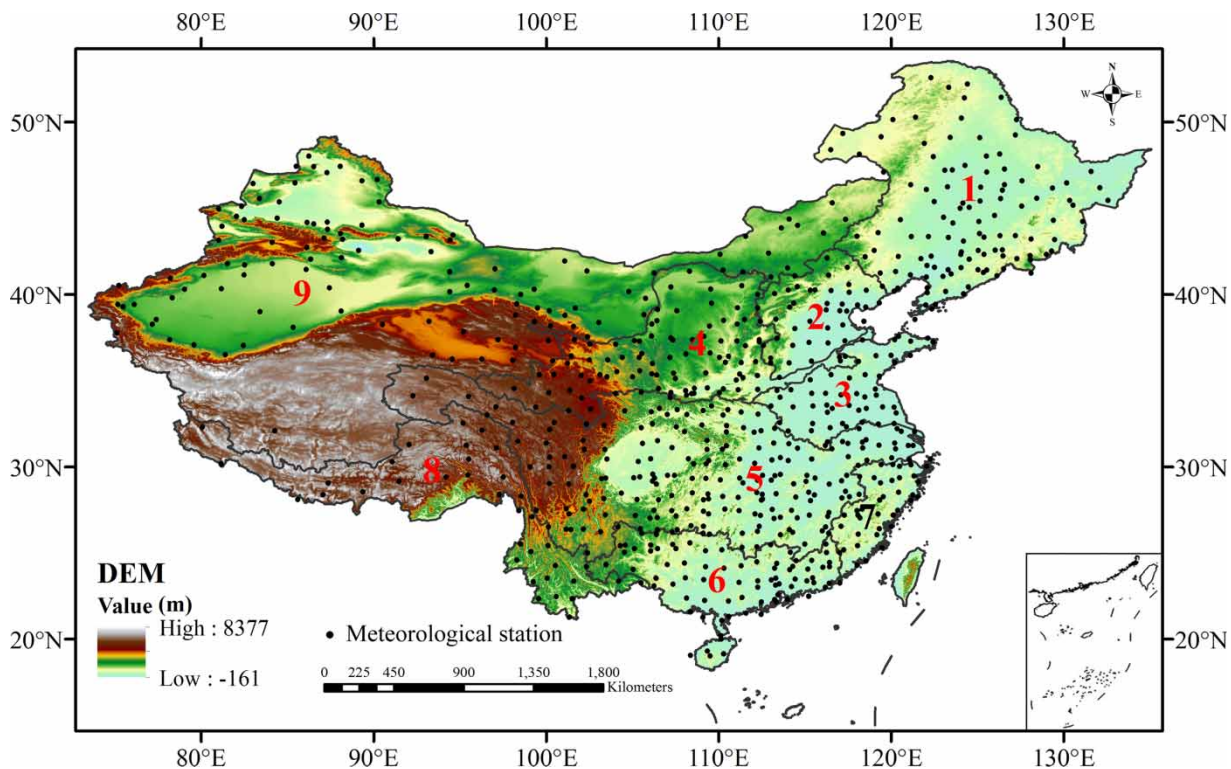 80°E 90°E 100°E 110°E 120°E 130°E
N
W E
S
50°N 50°N
1
40°N 40°N
9 2
4
3
30°N 30°N
8 5
7
6
DEM
Value (m)
High : 8377
Low : -161
Meteorological station
0 225 450 900 1,350 1,800
Kilometers
20°N 20°N
80°E 90°E 100°E 110°E 120°E 130°E